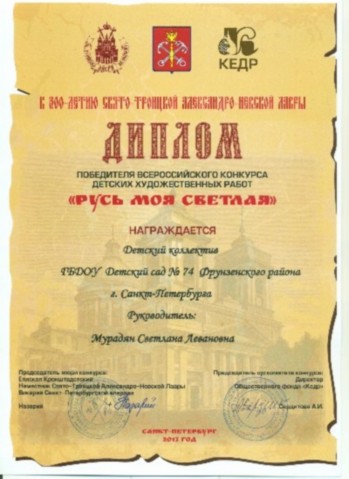 КЕДР
К 300-ЛЕТИЮ СВЯТО-ТРОИЦКОЙ АЛЕКСАНДРО-НЕВСКОЙ ЛАВРЫ
ДИПЛОМ
ПОБЕДИТЕЛЯ ВСЕРОССИЙСКОГО КОНКУРСА
ДЕТСКИХ ХУДОЖЕСТВЕННЫХ РАБОТ
«РУСЬ МОЯ СВЕТЛАЯ»
НАГРАЖДАЕТСЯ
Детский коллектив
ГБДОУ Детский сад № 74 Фрунзенского района
г. Санкт-Петербурга
Руководитель:
Мурадян Светлана Левановна
Председатель жюри конкурса:
Епископ Кронштадтский
Наместник Свято-Троицкой Александро-Невской Лавры
Викарий Санкт-Петербургской епархии
Назарий
Председатель оргкомитета конкурса:
Директор
Общественного фонда «Кедр»
А.И.
САНКТ-ПЕТЕРБУРГ
ГОД